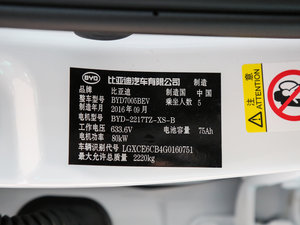 BYD 比亚迪汽车有限公司 制造
品牌 比亚迪 制造国 中国
整车型号 BYD7005BEV 乘坐人数 5
制造年月 2016年09月
电机型号 BYD-2217TZ-XS-B
工作电压 633.6V 电池容量 75Ah
电机功率 80kW
车辆识别代号 LGXCE6CB4G0160751
最大允许总质量 2220kg
注意
ATTENTION